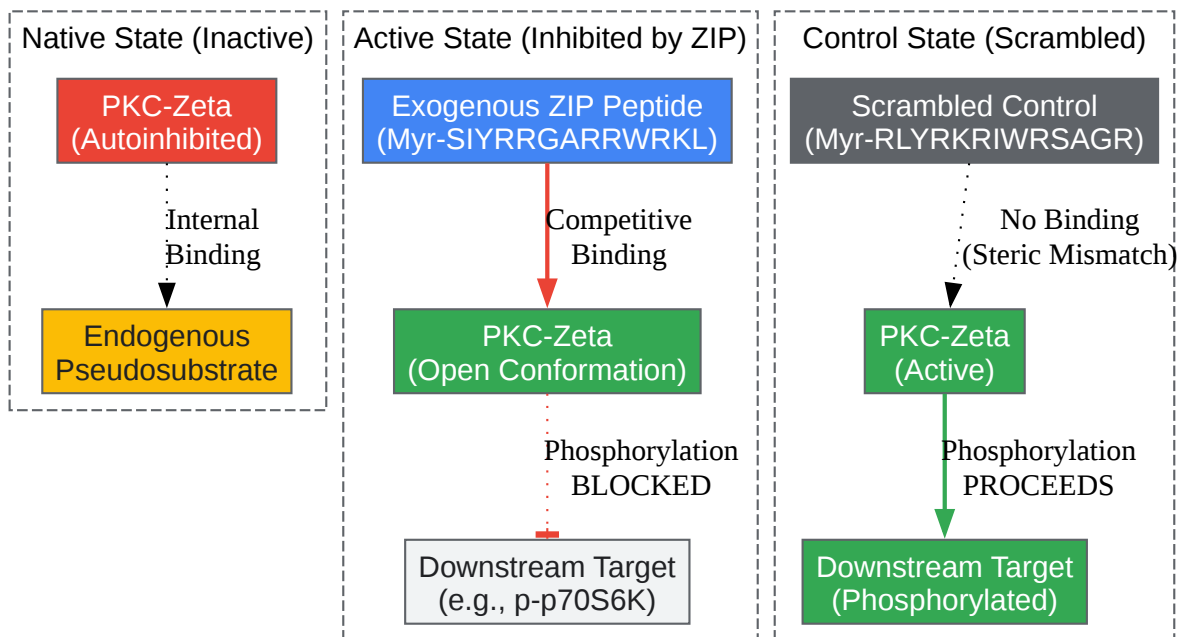 Native State (Inactive)
PKC-Zeta
(Autoinhibited)
Internal
Binding
Endogenous
Pseudosubstrate
Active State (Inhibited by ZIP)
Exogenous ZIP Peptide
(Myr-SIYRRGARRWRKL)
Competitive
Binding
PKC-Zeta
(Open Conformation)
Phosphorylation
BLOCKED
Downstream Target
(e.g., p-p70S6K)
Control State (Scrambled)
Scrambled Control
(Myr-RLYRKRIWRSAGR)
No Binding
(Steric Mismatch)
PKC-Zeta
(Active)
Phosphorylation
PROCEEDS
Downstream Target
(Phosphorylated)